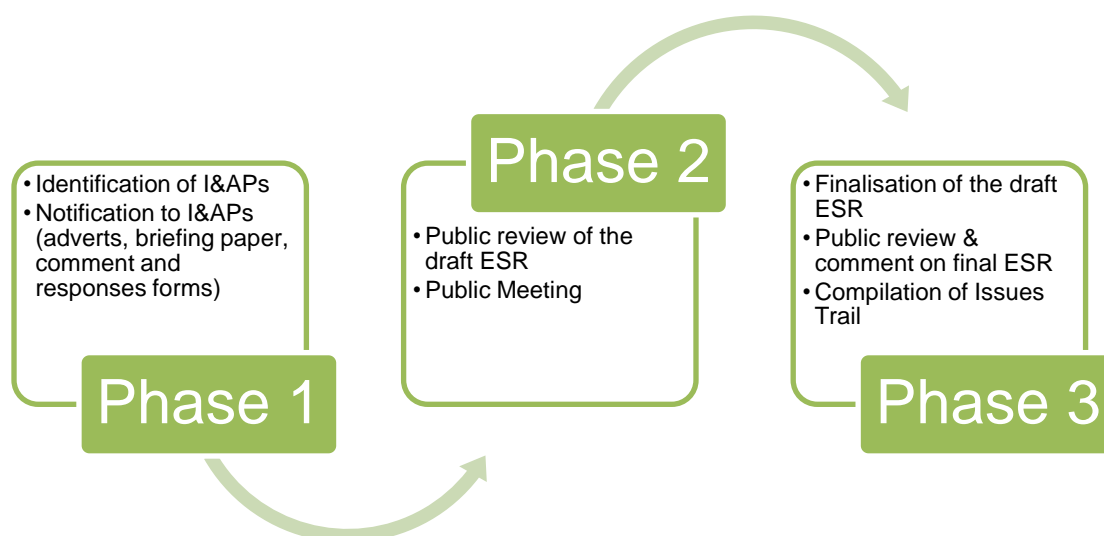 • Identification of I&APs
• Notification to I&APs
(adverts, briefing paper,
comment and
responses forms)
Phase 1
Phase 2
• Public review of the
draft ESR
• Public Meeting
• Finalisation of the draft
ESR
• Public review &
comment on final ESR
• Compilation of Issues
Trail
Phase 3